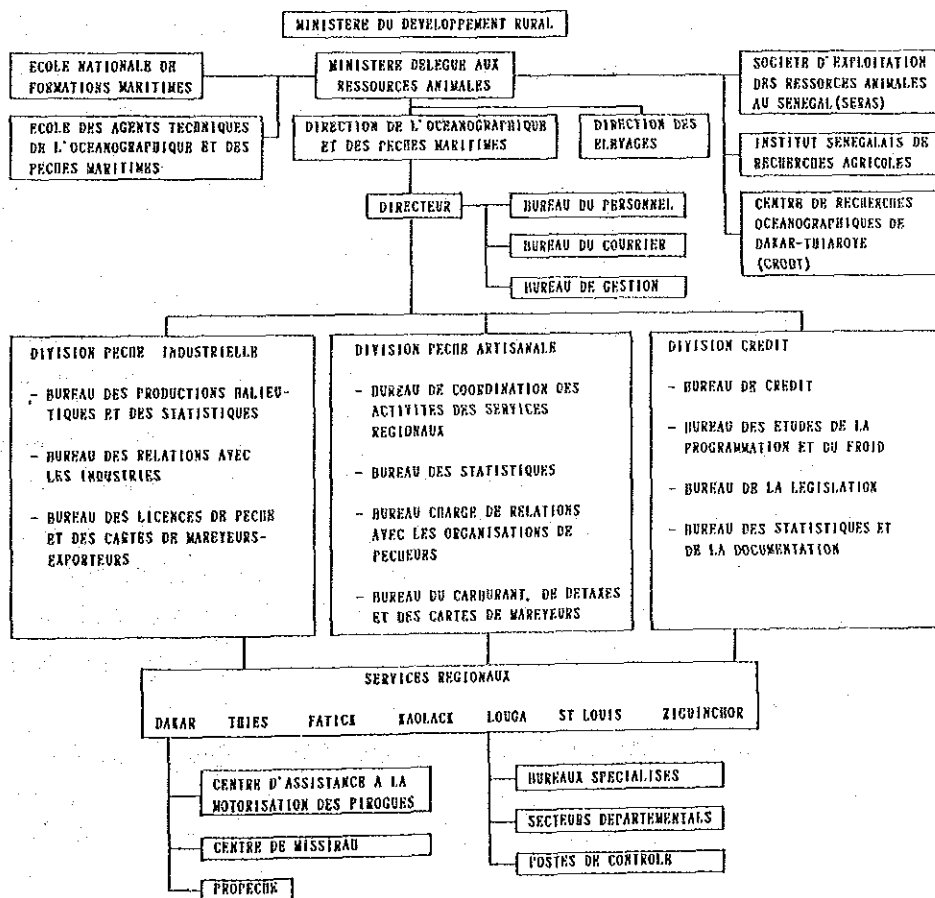 MINISTERE DU DEVELOPPEMENT RURAL
ECOLE NATIONALE DE
FORMATIONS MARITIMES
MINISTERE DELEGUE AUX
RESSOURCES ANIMALES
SOCIETE D'EXPLOITATION
DES RESSORCES ANIMALES
AU SENEGAL(SERAS)
ECOLE DES AGENTS TECHNIQUES
DE L'OCEANOGRAPHIQUE ET DES
PECHES MARITIMES
DIRECTION DE L'OCEANOGRAPHIQUE
ET DES PECHES MARITIMES
DIRECTION DES
ELEVAGES
INSTITUT SENEGALAIS DE
RECHERCHES AGRICOLES
DIRECTEUR
BUREAU DU PERSONNEL
BUREAU DU COURRIER
BUREAU DE GESTION
CENTRE DE RECHERCHES
OCEANOGRAPHIQUES DE
DAKAR-THIAROYE
(CRODT)
DIVISION PECHE INDUSTRIELLE
- BUREAU DES PRODUCTIONS HALIEU-
TIQUES ET DES STATISTIQUES
- BUREAU DES RELATIONS AVEC
LES INDUSTRIES
- BUREAU DES LICENCES DE PECHE
ET DES CARTES DE MAREYEURS-
EXPORTEURS
DIVISION PECHE ARTISANALE
- BUREAU DE COORDINATION DES
ACTIVITES DES SERVICES
REGIONAUX
- BUREAU DES STATISTIQUES
- BUREAU CHARGE DE RELATIONS
AVEC LES ORGANISATIONS DE
PECHEURS
- BUREAU DU CARBURANT, DE DETAXES
ET DES CARTES DE MAREYEURS
DIVISION CREDIT
- BUREAU DE CREDIT
- BUREAU DES ETUDES DE LA
PROGRAMMATION ET DU FROID
- BUREAU DE LA LEGISLATION
- BUREAU DES STATISTIQUES ET
DE LA DOCUMENTATION
SERVICES REGIONAUX
DAKAR THIES FATICK KAOLACK LOUGA ST LOUIS ZIGUINCHOR
CENTRE D'ASSISTANCE A LA
MOTORISATION DES PIROGUES
CENTRE DE MISSIRAU
PROPECHE
BUREAUX SPECIALISES
SECTEURS DEPARTEMENTALS
POSTES DE CONTROLE